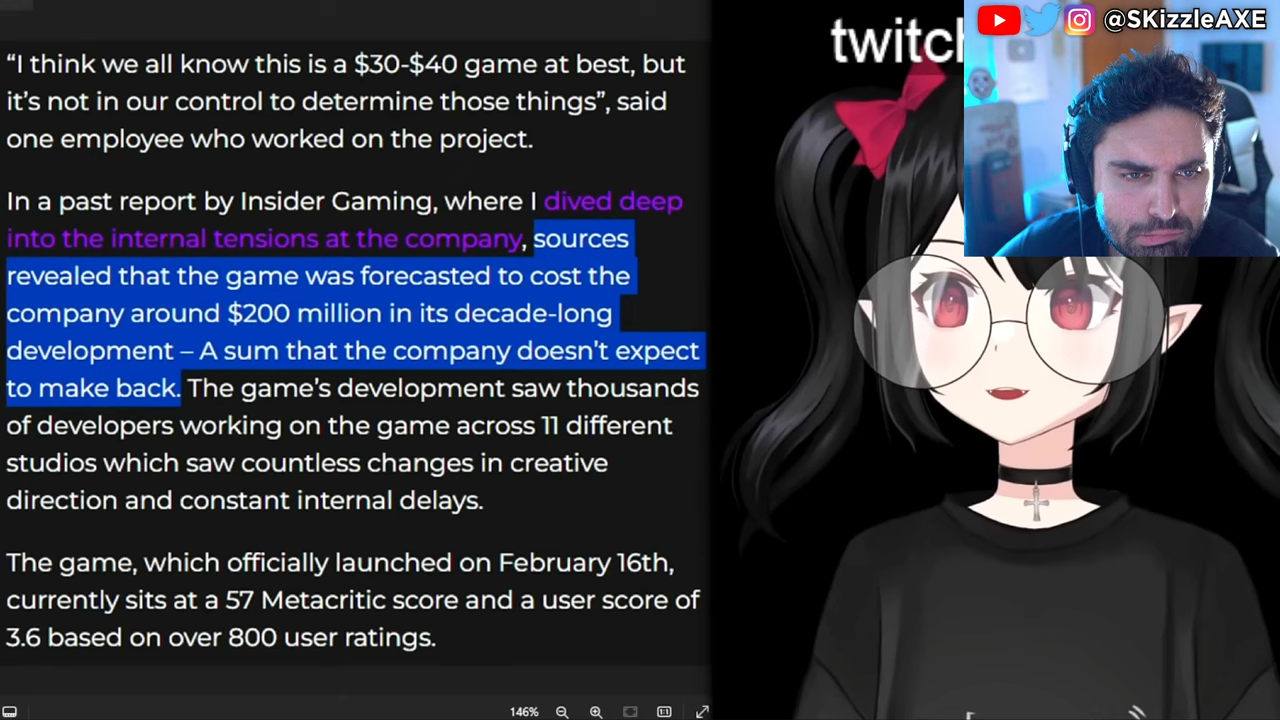 “I think we all know this is a $30-$40 game at best, but
it’s not in our control to determine those things”, said
one employee who worked on the project.
In a past report by Insider Gaming, where I dived deep
into the internal tensions at the company, sources
revealed that the game was forecasted to cost the
company around $200 million in its decade-long
development – A sum that the company doesn’t expect
to make back. The game’s development saw thousands
of developers working on the game across 11 different
studios which saw countless changes in creative
direction and constant internal delays.
The game, which officially launched on February 16th,
currently sits at a 57 Metacritic score and a user score of
3.6 based on over 800 user ratings.
146%
1:1
twitch
@SKizzleAXE